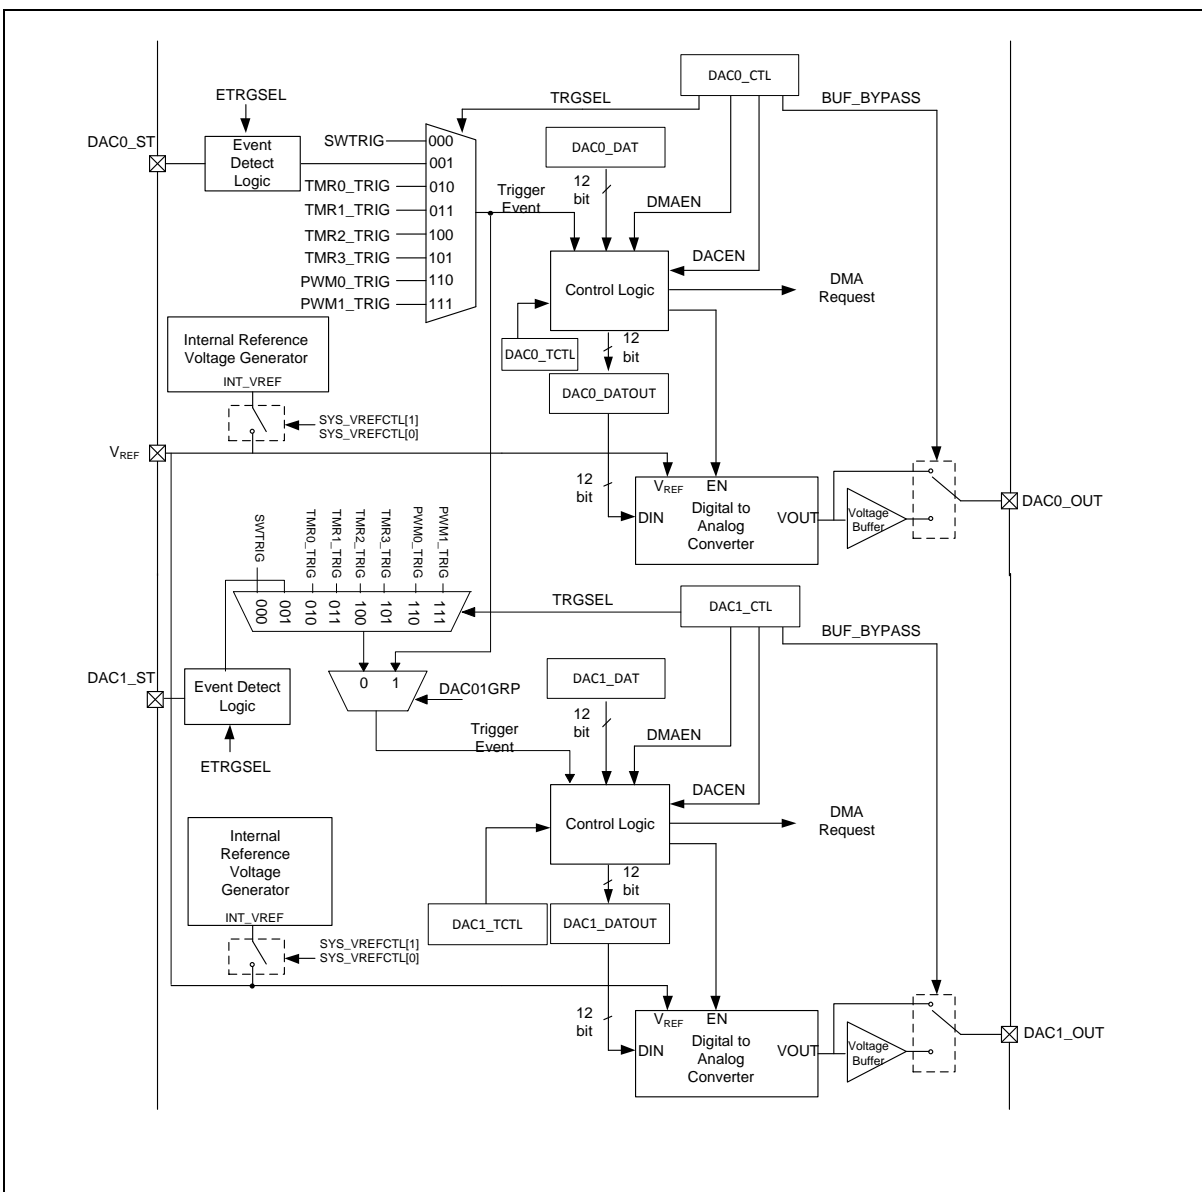 DAC0_CTL
ETRGSEL
TRGSEL
BUF_BYPASS
DAC0_ST
Event
Detect
Logic
SWTRIG
000
001
TMR0_TRIG
010
TMR1_TRIG
011
TMR2_TRIG
100
TMR3_TRIG
101
PWM0_TRIG
110
PWM1_TRIG
111
DAC0_DAT
12
bit
Trigger
Event
DMAEN
DACEN
Control Logic
DMA
Request
Internal Reference
Voltage Generator
INT_VREF
DAC0_TCTL
12
bit
DAC0_DATOUT
SYS_VREFCTL[1]
SYS_VREFCTL[0]
VREF
12
bit
VREF
EN
DIN
Digital to
Analog
Converter
VOUT
Voltage
Buffer
DAC0_OUT
SWTRIG
TMR0_TRIG
TMR1_TRIG
TMR2_TRIG
TMR3_TRIG
PWM0_TRIG
PWM1_TRIG
000
001
010
011
100
101
110
111
TRGSEL
DAC1_CTL
BUF_BYPASS
DAC1_ST
Event Detect
Logic
ETRGSEL
0
1
DAC01GRP
DAC1_DAT
12
bit
Trigger
Event
DMAEN
DACEN
Control Logic
DMA
Request
Internal
Reference
Voltage
Generator
INT_VREF
12
bit
DAC1_TCTL
DAC1_DATOUT
SYS_VREFCTL[1]
SYS_VREFCTL[0]
12
bit
VREF
EN
DIN
Digital to
Analog
Converter
VOUT
Voltage
Buffer
DAC1_OUT